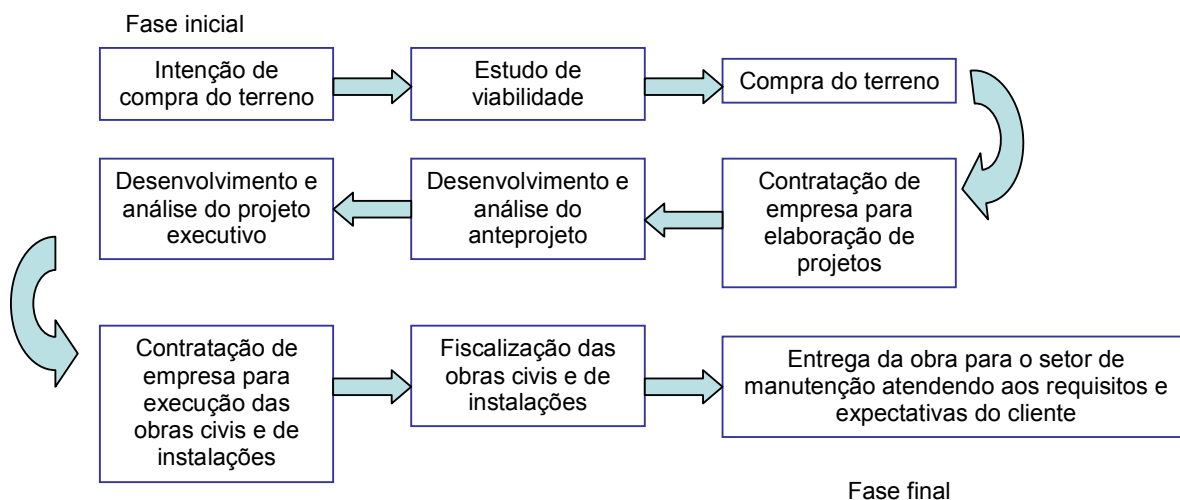 Fase inicial
Intenção de
compra do terreno
Estudo de
viabilidade
Compra do terreno
Contratação de
empresa para
elaboração de
projetos
Desenvolvimento e
análise do
anteprojeto
Desenvolvimento e
análise do projeto
executivo
Contratação de
empresa para
execução das
obras civis e de
instalações
Fiscalização das
obras civis e de
instalações
Entrega da obra para o setor de
manutenção atendendo aos requisitos e
expectativas do cliente
Fase final